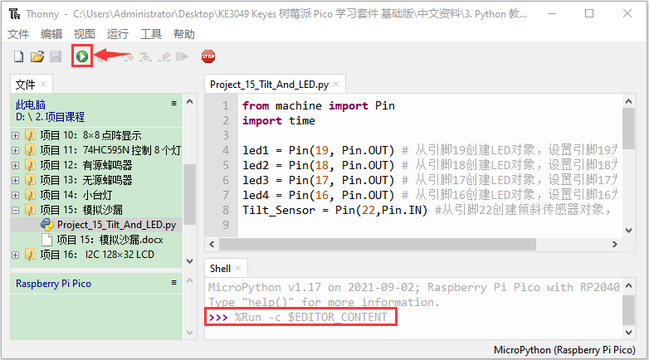 Thonny - C:\Users\Administrator\Desktop\KE3049 Keyes 树莓派 Pico 学习套件 基础版\中文资料\3. Python 教...
文件 编辑 视图 运行 工具 帮助
STOP
文件
此电脑
D: \ 2. 项目课程
项目 10：8×8 点阵显示
项目 11：74HC595N 控制 8 个灯
项目 12：有源蜂鸣器
项目 13：无源蜂鸣器
项目 14：小台灯
项目 15：模拟沙漏
Project_15_Tilt_And_LED.py
项目 15：模拟沙漏.docx
项目 16： I2C 128×32 LCD
Raspberry Pi Pico
Project_15_Tilt_And_LED.py
1 from machine import Pin
2 import time
3
4 led1 = Pin(19, Pin.OUT) # 从引脚19创建LED对象，设置引脚19为
5 led2 = Pin(18, Pin.OUT) # 从引脚18创建LED对象，设置引脚18为
6 led3 = Pin(17, Pin.OUT) # 从引脚17创建LED对象，设置引脚17为
7 led4 = Pin(16, Pin.OUT) # 从引脚16创建LED对象，设置引脚16为
8 Tilt_Sensor = Pin(22,Pin.IN) #从引脚22创建倾斜传感器对象，
9
Shell
MicroPython v1.17 on 2021-09-02; Raspberry Pi Pico with RP2040
Type "help()" for more information.
>>> %Run -c $EDITOR_CONTENT
MicroPython (Raspberry Pi Pico)